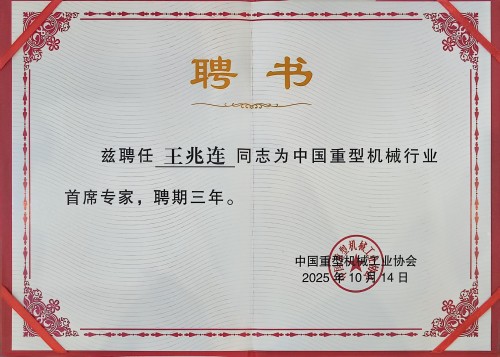 聘书
兹聘任王兆连同志为中国重型机械行业
首席专家，聘期三年。
中国重型机械工业协会
2025年10月14日